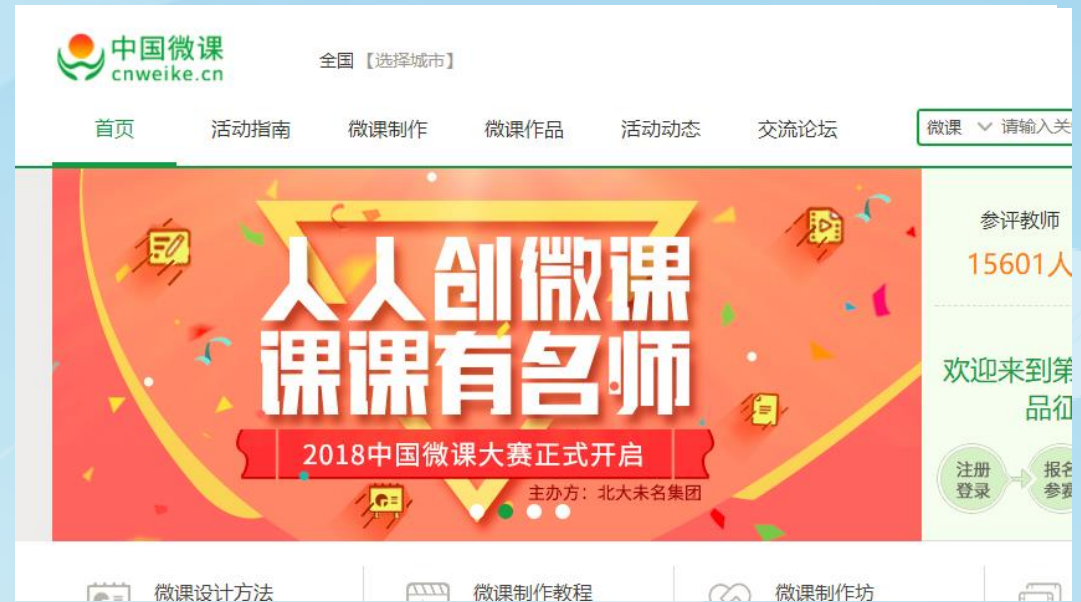 中国微课
cnweike.cn
全国【选择城市】
首页 活动指南 微课制作 微课作品 活动动态 交流论坛
微课 请输入关
人人创微课
课课有名师
2018中国微课大赛正式开启
主办方：北大未名集团
参评教师
15601人
欢迎来到第
品征
注册
登录
报名
参赛
微课设计方法 微课制作教程 微课制作坊